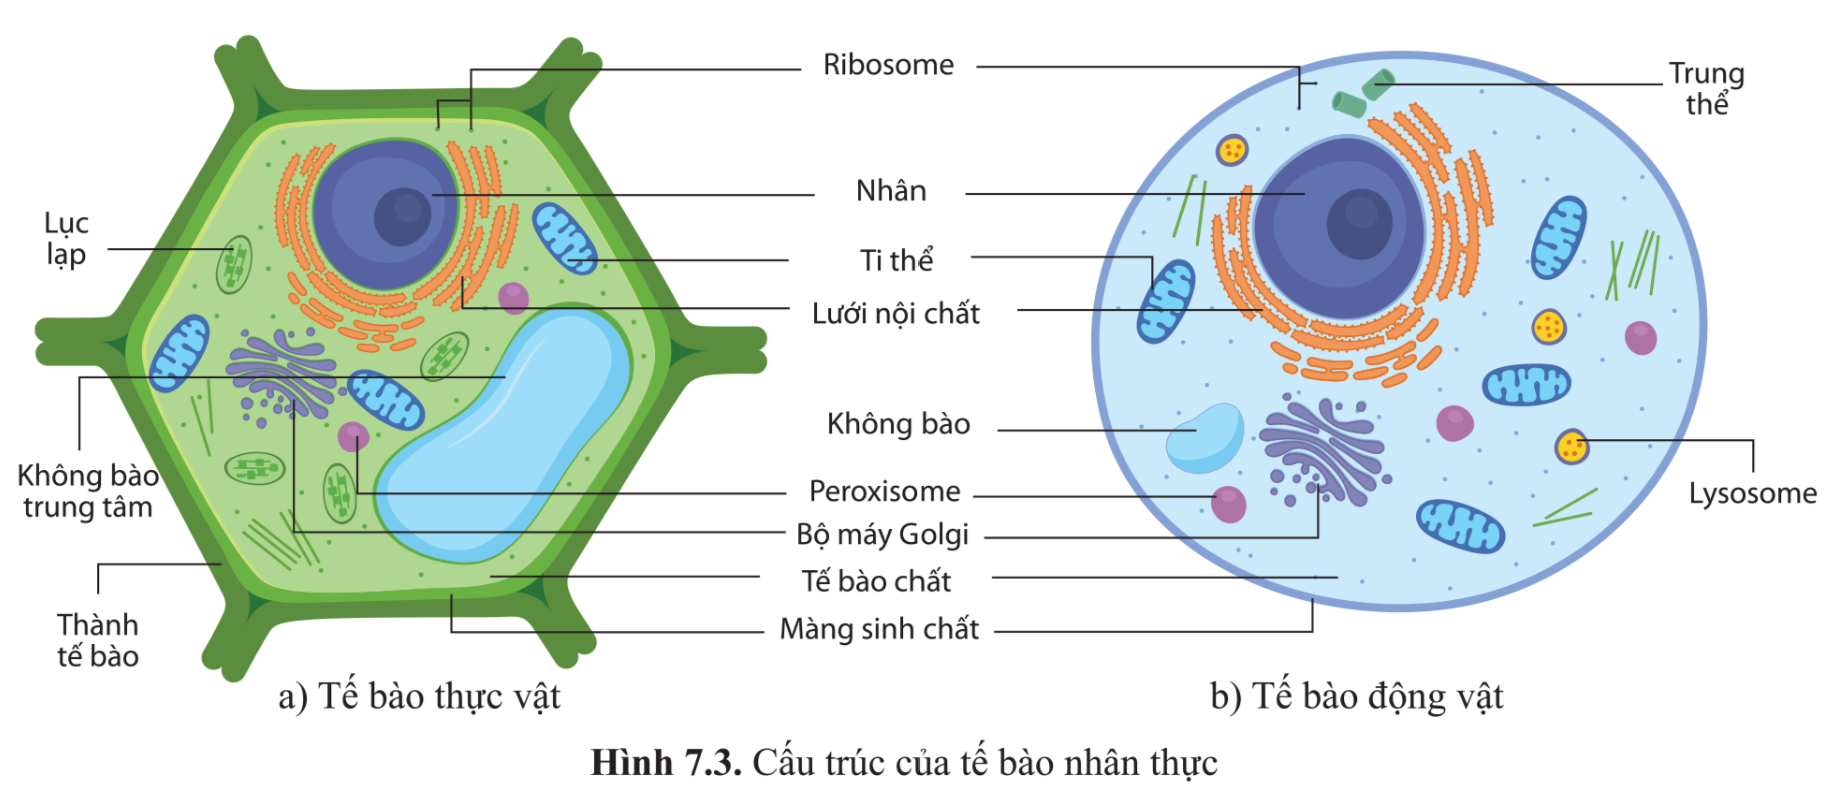 Ribosome
Trung
thể
Nhân
Lục
lạp
Ti thể
Lưới nội chất
Không bào
Không bào
trung tâm
Peroxisome
Lysosome
Bộ máy Golgi
Tế bào chất
Thành
tế bào
Màng sinh chất
a) Tế bào thực vật
b) Tế bào động vật
Hình 7.3. Cấu trúc của tế bào nhân thực